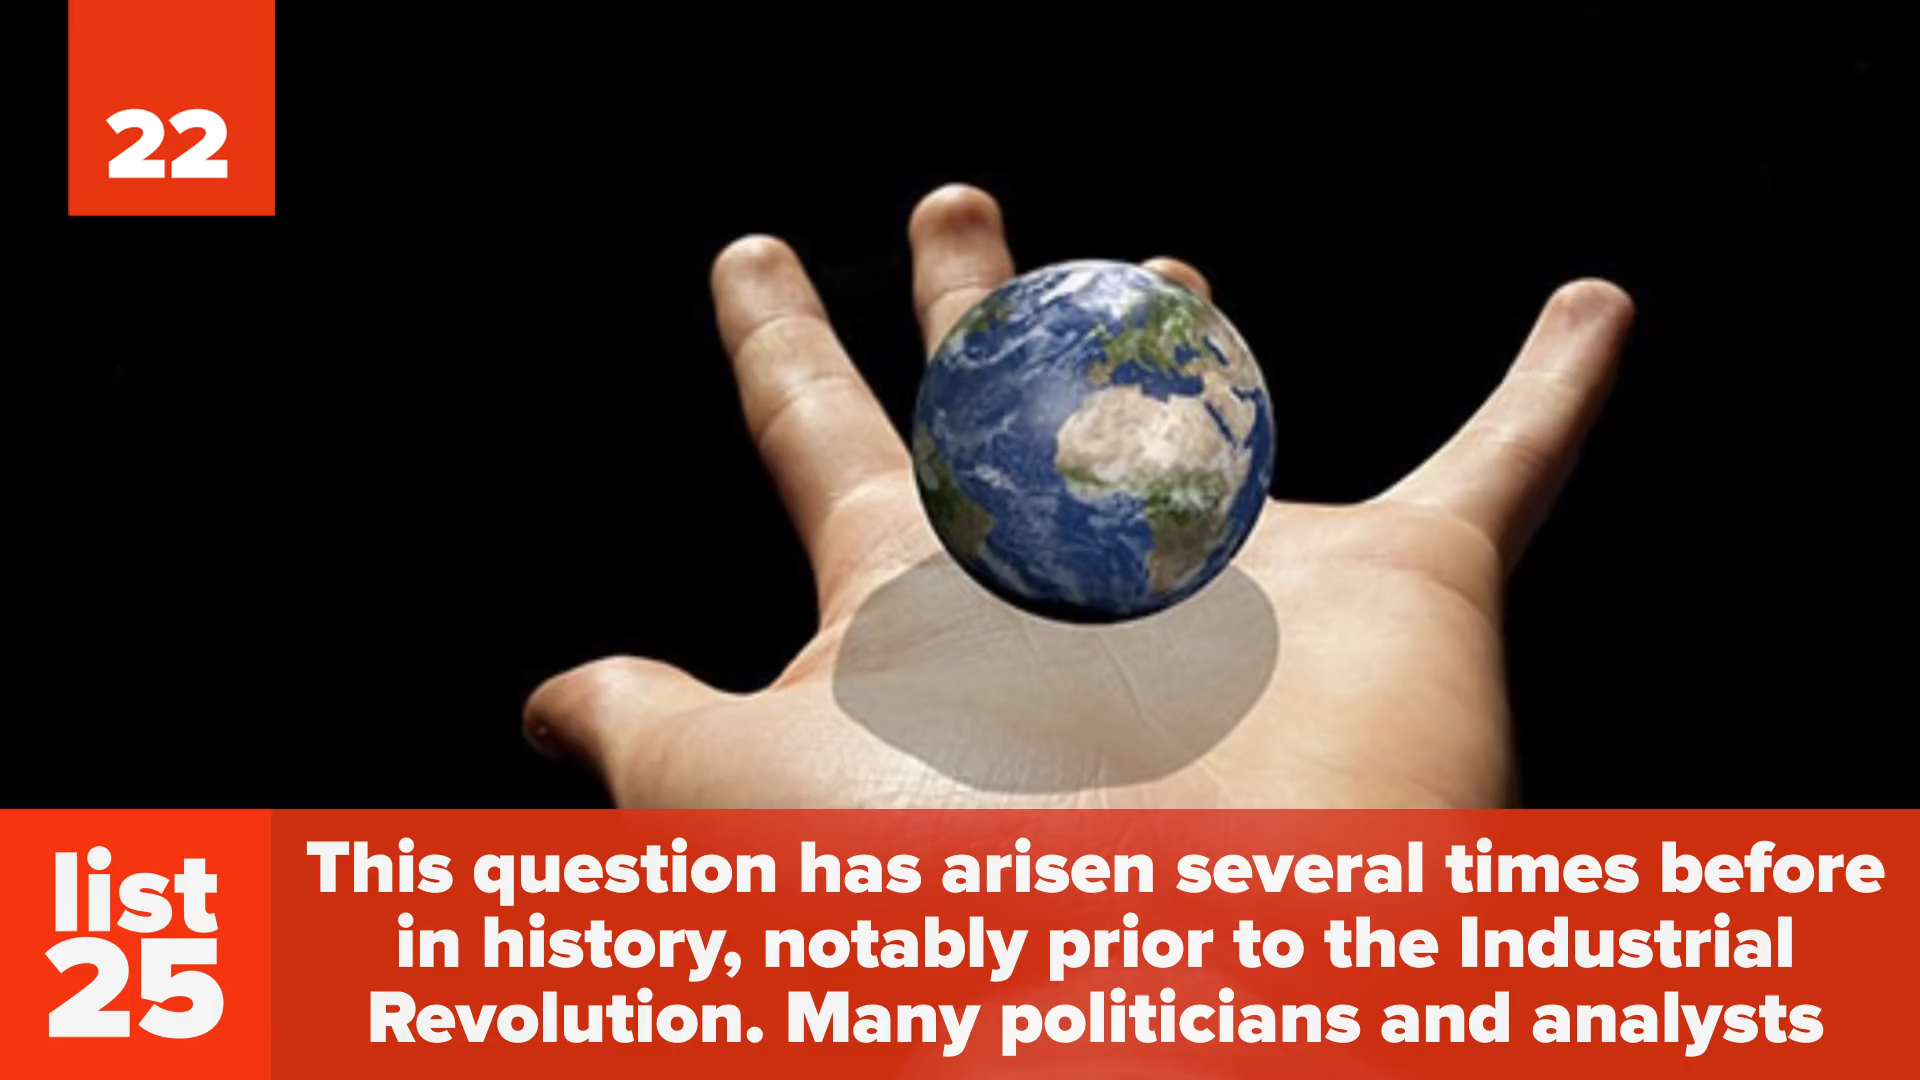 22
list
25
This question has arisen several times before
in history, notably prior to the Industrial
Revolution. Many politicians and analysts